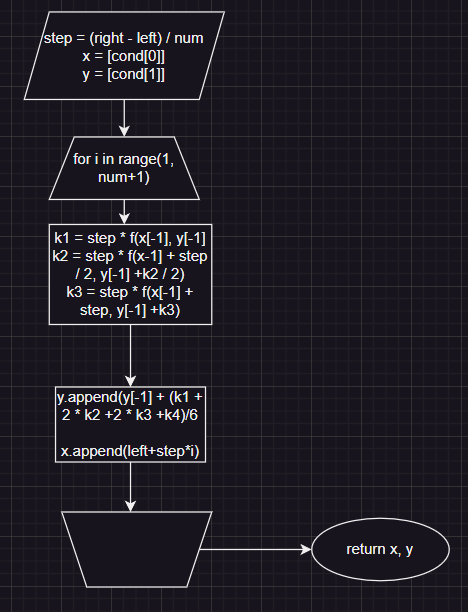 step = (right - left) / num
x = [cond[0]]
y = [cond[1]]
for i in range(1,
num+1)
k1 = step * f(x[-1], y[-1]
k2 = step * f(x-1] + step
/ 2, y[-1] +k2 / 2)
k3 = step * f(x[-1] +
step, y[-1] +k3)
y.append(y[-1] + (k1 +
2 * k2 +2 * k3 +k4)/6
x.append(left+step*i)
return x, y